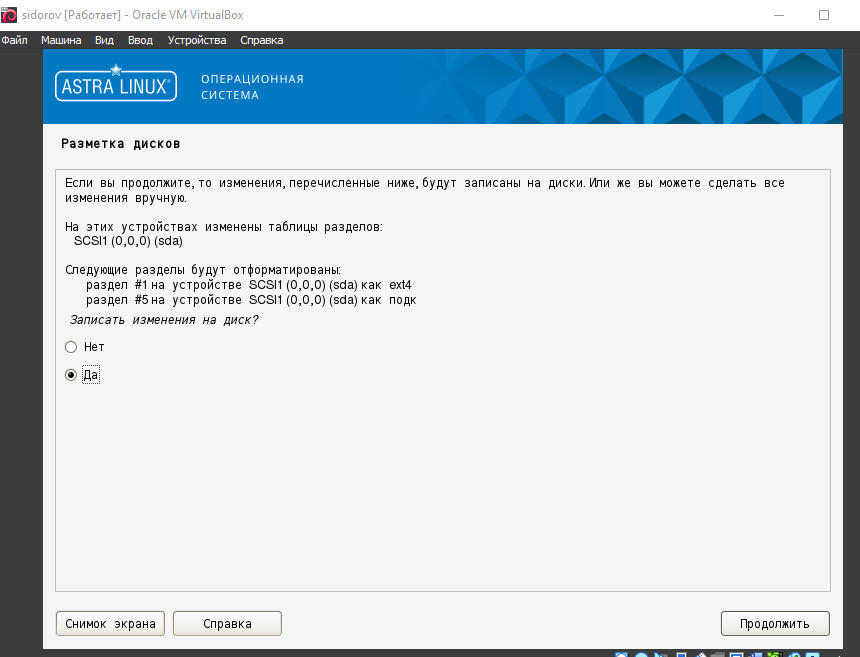 sidorov [Работает] - Oracle VM VirtualBox
Файл Машина Вид Ввод Устройства Справка
ASTRA LINUX®
ОПЕРАЦИОННАЯ
СИСТЕМА
Разметка дисков
Если вы продолжите, то изменения, перечисленные ниже, будут записаны на диски. Или же вы можете сделать все
изменения вручную.
На этих устройствах изменены таблицы разделов:
SCSI1 (0,0,0) (sda)
Следующие разделы будут отформатированы:
раздел #1 на устройстве SCSI1 (0,0,0) (sda) как ext4
раздел #5 на устройстве SCSI1 (0,0,0) (sda) как подк
Записать изменения на диск?
Нет
Да
Снимок экрана Справка Продолжить